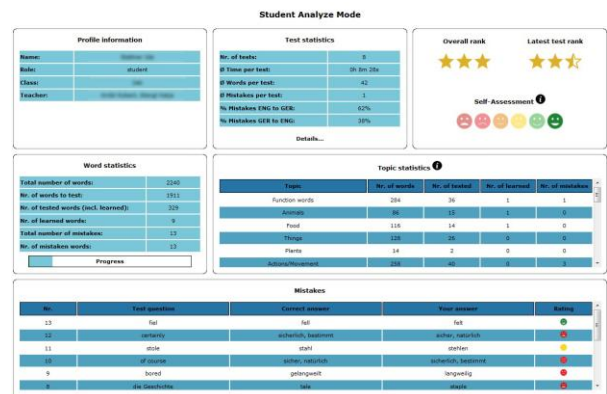 Student Analyze Mode
Profile information
Name:
Role: student
Class:
Teacher:
Test statistics
Nr. of tests: 8
Ø Time per test: 0h 8m 28s
Ø Words per test: 42
Ø Mistakes per test: 1
% Mistakes ENG to GER: 62%
% Mistakes GER to ENG: 38%
Details...
Overall rank Latest test rank
Self-Assessment
Word statistics
Total number of words: 2240
Nr. of words to test: 1911
Nr. of tested words (incl. learned): 329
Nr. of learned words: 9
Total number of mistakes: 13
Nr. of mistaken words: 13
Progress
Topic statistics
Topic Nr. of words Nr. of tested Nr. of learned Nr. of mistakes
Function words 284 36 1 1
Animals 86 15 1 0
Food 116 14 1 0
Things 128 26 0 0
Plants 14 2 0 0
Actions/Movement 259 40 0 3
Mistakes
Nr. Test question Correct answer Your answer Rating
13 fiel fell felt
12 certainly sicherlich, bestimmt sicher, natürlich
11 stole stahl stehlen
10 of course sicher, natürlich sicherlich, bestimmt
9 bored gelangweilt langweilig
8 die Geschichte tale staple